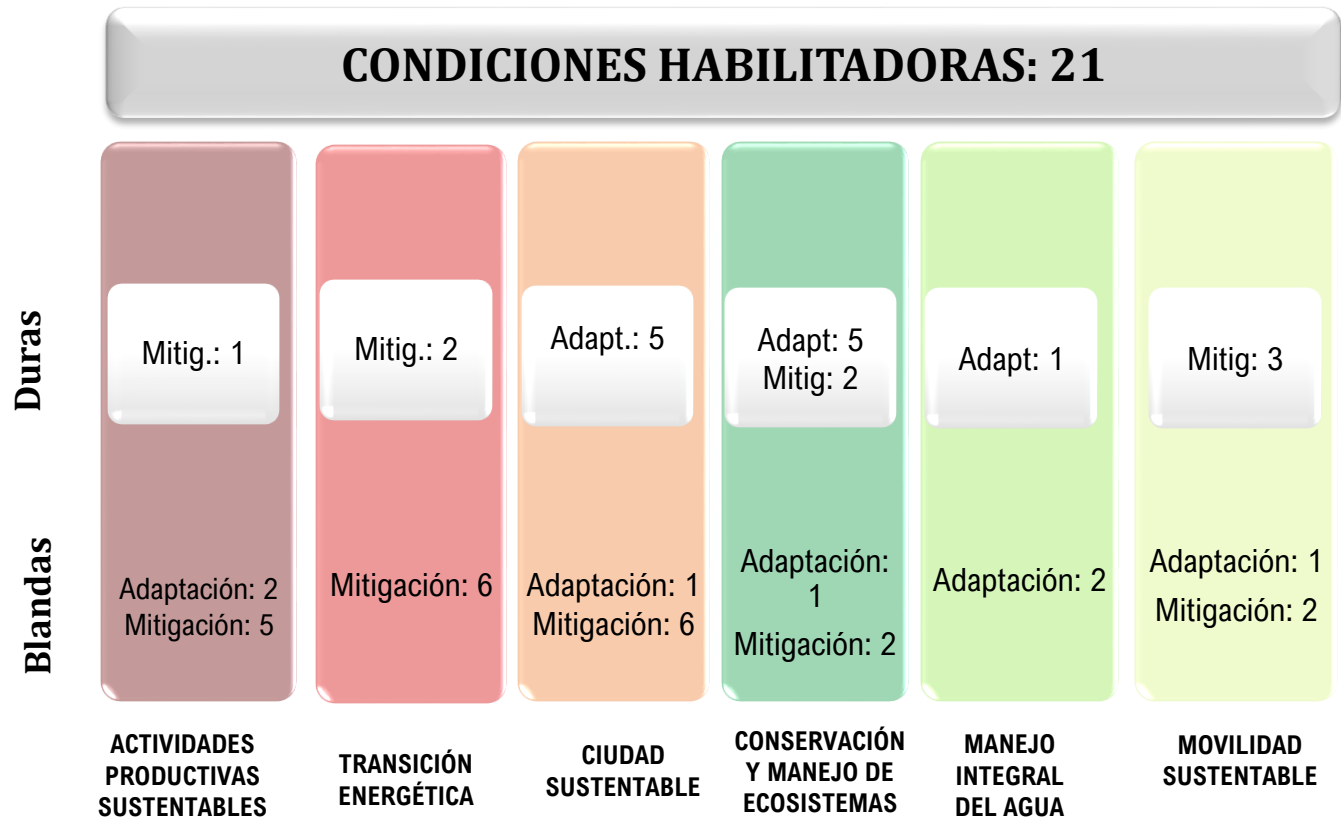 CONDICIONES HABILITADORAS: 21
Duras
Mitig.: 1
Mitig.: 2
Adapt.: 5
Adapt: 5
Mitig: 2
Adapt: 1
Mitig: 3
Blandas
Adaptación: 2
Mitigación: 5
Mitigación: 6
Adaptación: 1
Mitigación: 6
Adaptación:
1
Mitigación: 2
Adaptación: 2
Adaptación: 1
Mitigación: 2
ACTIVIDADES
PRODUCTIVAS
SUSTENTABLES
TRANSICIÓN
ENERGÉTICA
CIUDAD
SUSTENTABLE
CONSERVACIÓN
Y MANEJO DE
ECOSISTEMAS
MANEJO
INTEGRAL
DEL AGUA
MOVILIDAD
SUSTENTABLE